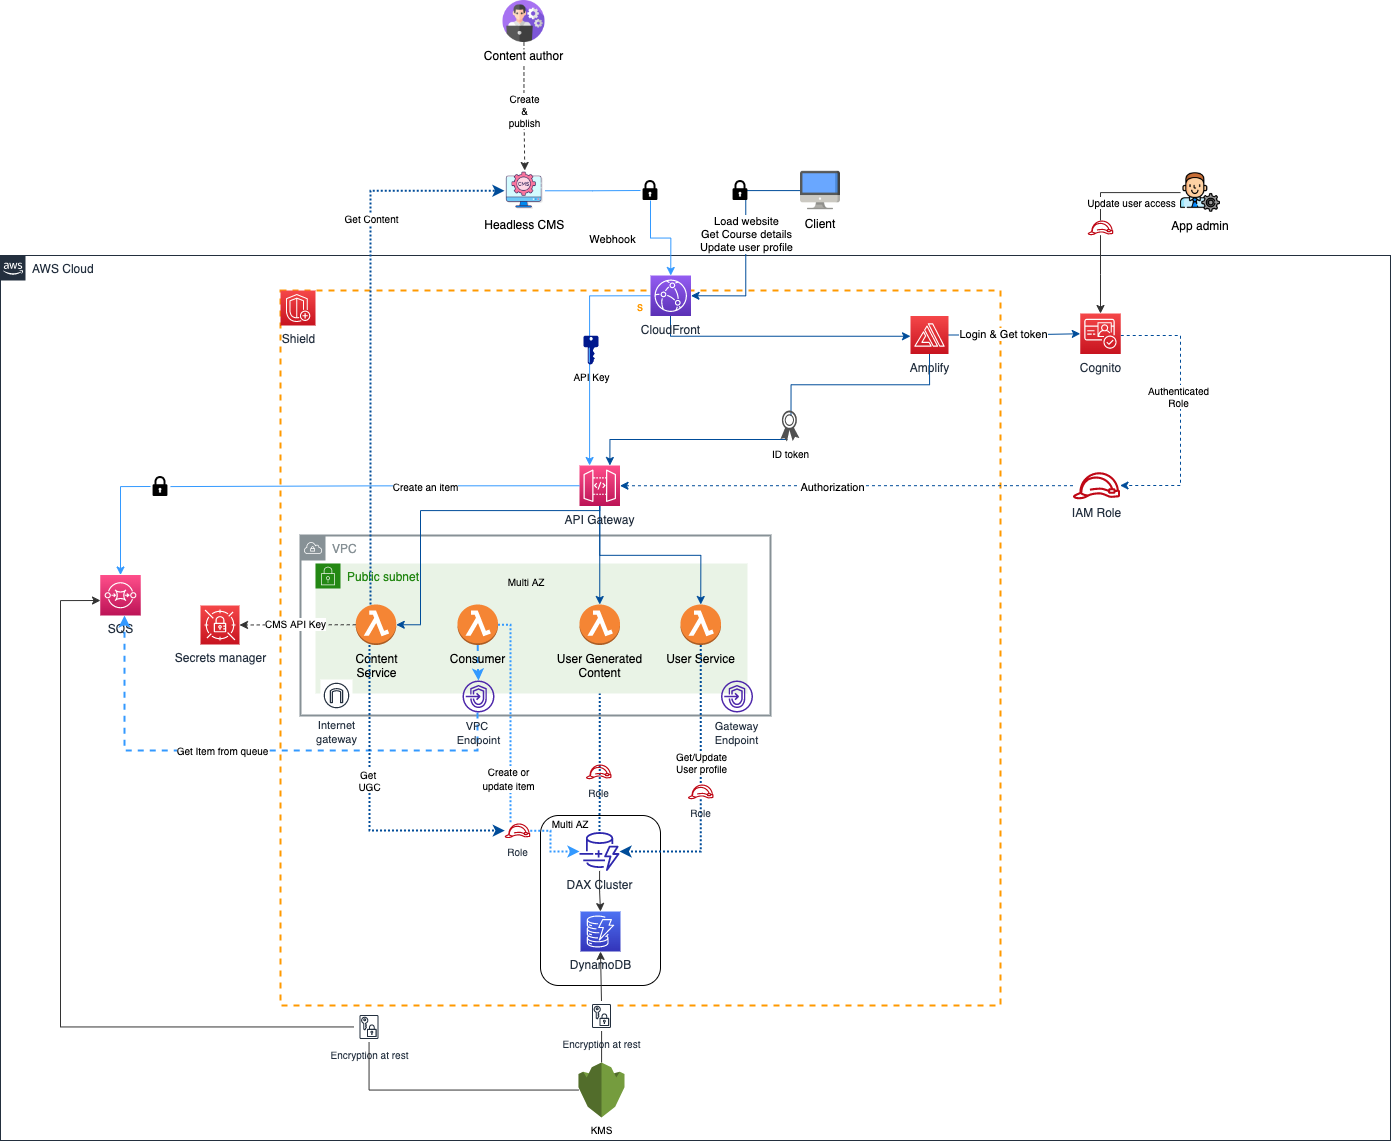 Content author
Create
&
publish
CMS
Headless CMS
Get Content
Webhook
Load website
Get Course details
Update user profile
Client
Update user access
App admin
aws
AWS Cloud
Shield
S
CloudFront
API Key
Amplify
Login & Get token
Cognito
Authenticated
Role
ID token
Create an item
API Gateway
Authorization
IAM Role
VPC
Public subnet
Multi AZ
SQS
Secrets manager
CMS API Key
Content
Service
Consumer
User Generated
Content
User Service
Internet
gateway
VPC
Endpoint
Gateway
Endpoint
Get Item from queue
Get
UGC
Create or
update item
Role
Get/Update
User profile
Role
Role
Multi AZ
DAX Cluster
DynamoDB
Encryption at rest
Encryption at rest
KMS